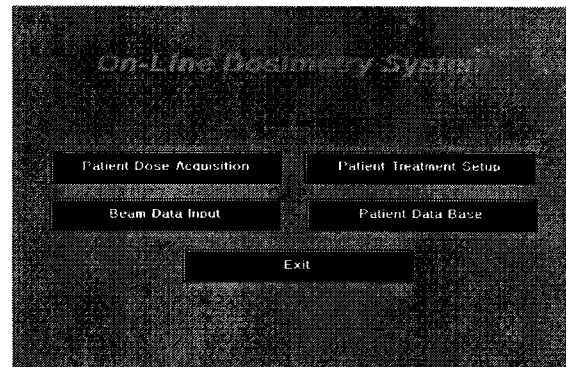 On-Line Dosimetry System
Patient Dose Acquisition
Patient Treatment Setup
Beam Data Input
Patient Data Base
Exit